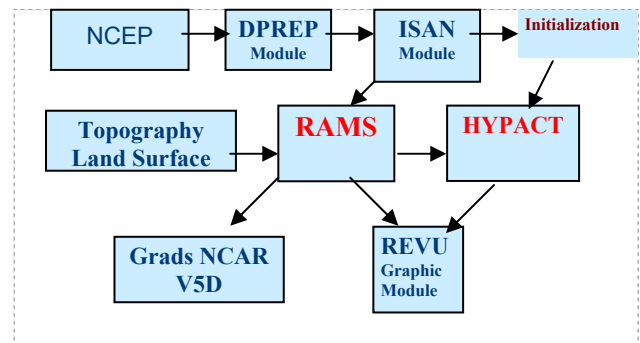 NCEP
DPREP
Module
ISAN
Module
Initialization
Topography
Land Surface
RAMS
HYPACT
Grads NCAR
V5D
REVU
Graphic
Module